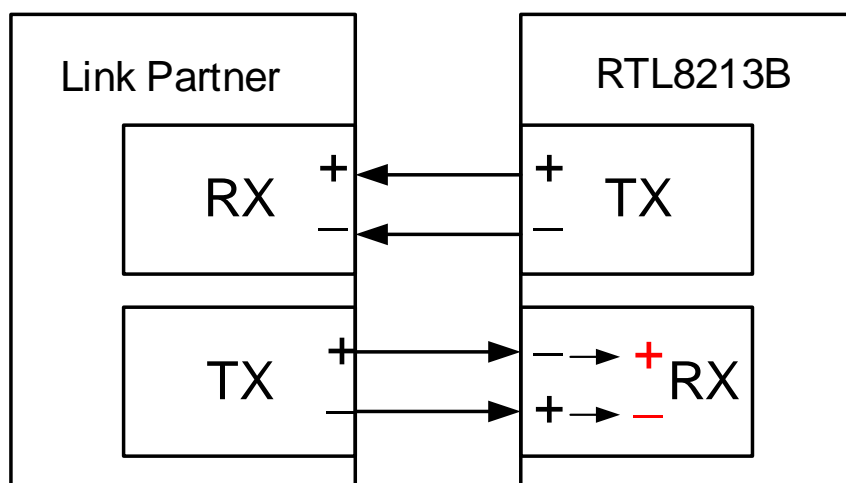 Link Partner
RTL8213B
RX + + TX
− −
TX + − + RX
− + −